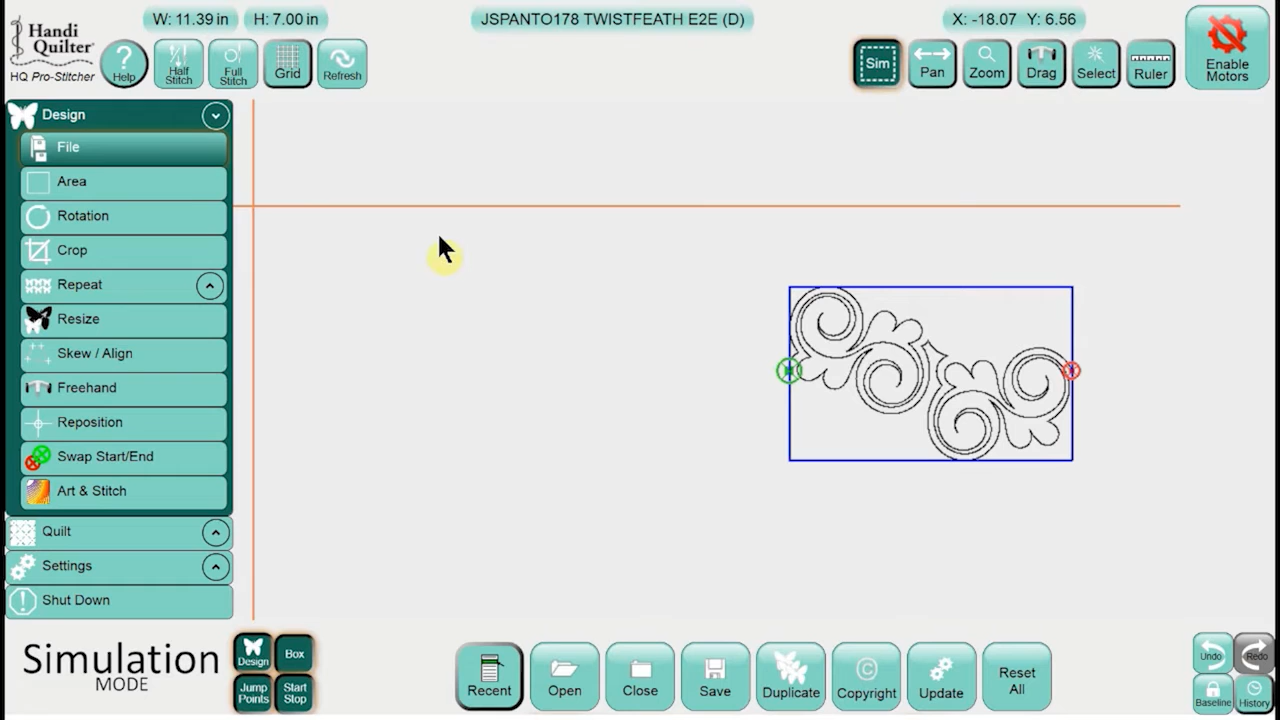 W: 11.39 in
H: 7.00 in
JSPANTO178 TWISTFEATH E2E (D)
X: -18.07 Y: 6.56
Handi
Quilter
HQ Pro-Stitcher
Help
Half
Stitch
Full
Stitch
Grid
Refresh
Sim
Pan
Zoom
Drag
Select
Ruler
Enable
Motors
Design
File
Area
Rotation
Crop
Repeat
Resize
Skew / Align
Freehand
Reposition
Swap Start/End
Art & Stitch
Quilt
Settings
Shut Down
Simulation
MODE
Design
Box
Jump
Points
Start
Stop
Recent
Open
Close
Save
Duplicate
Copyright
Update
Reset
All
Undo
Redo
Baseline
History